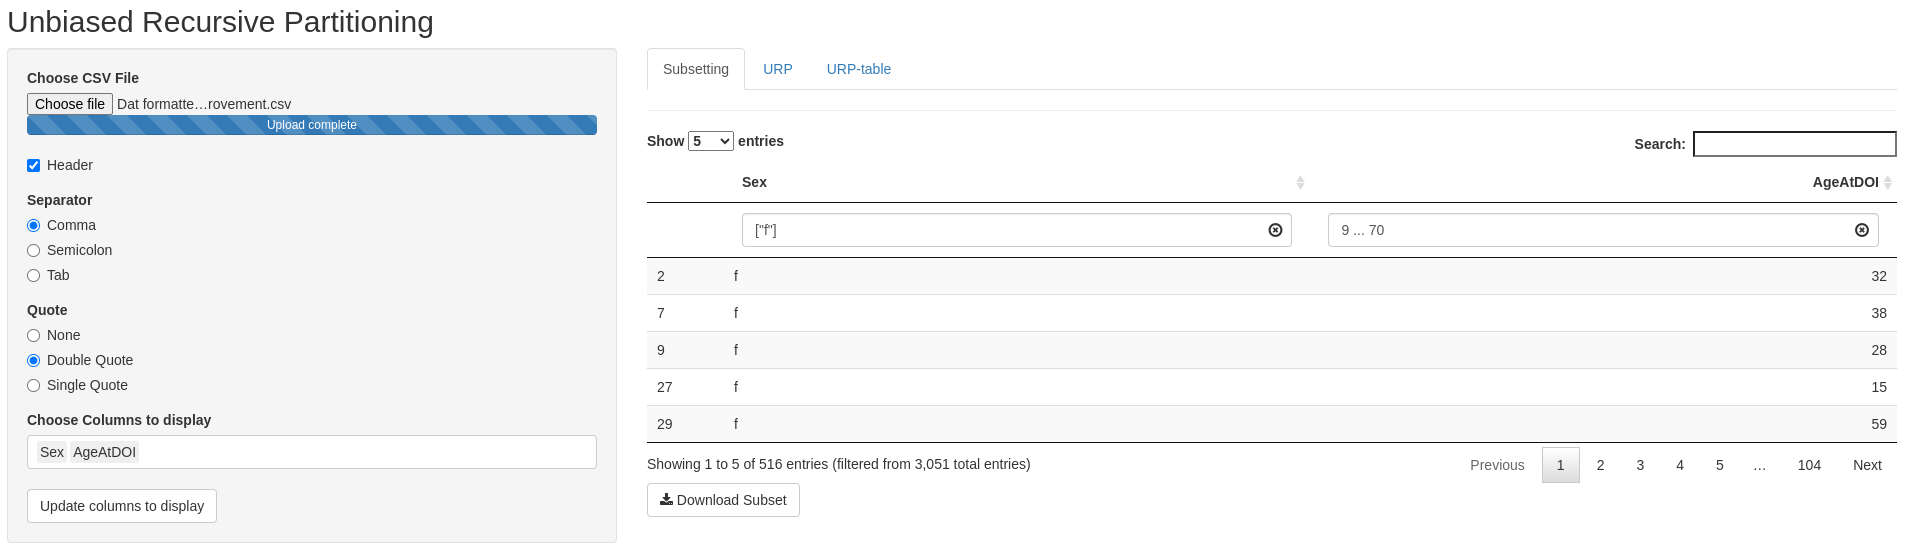 Unbiased Recursive Partitioning
Choose CSV File
Choose file Dat formatte…rovement.csv
Upload complete
Header
Separator
Comma
Semicolon
Tab
Quote
None
Double Quote
Single Quote
Choose Columns to display
Sex AgeAtDOI
Update columns to display
Subsetting URP URP-table
Show 5 entries Search:
Sex AgeAtDOI
["f"] 9 ... 70
2 f 32
7 f 38
9 f 28
27 f 15
29 f 59
Showing 1 to 5 of 516 entries (filtered from 3,051 total entries) Previous 1 2 3 4 5 … 104 Next
Download Subset